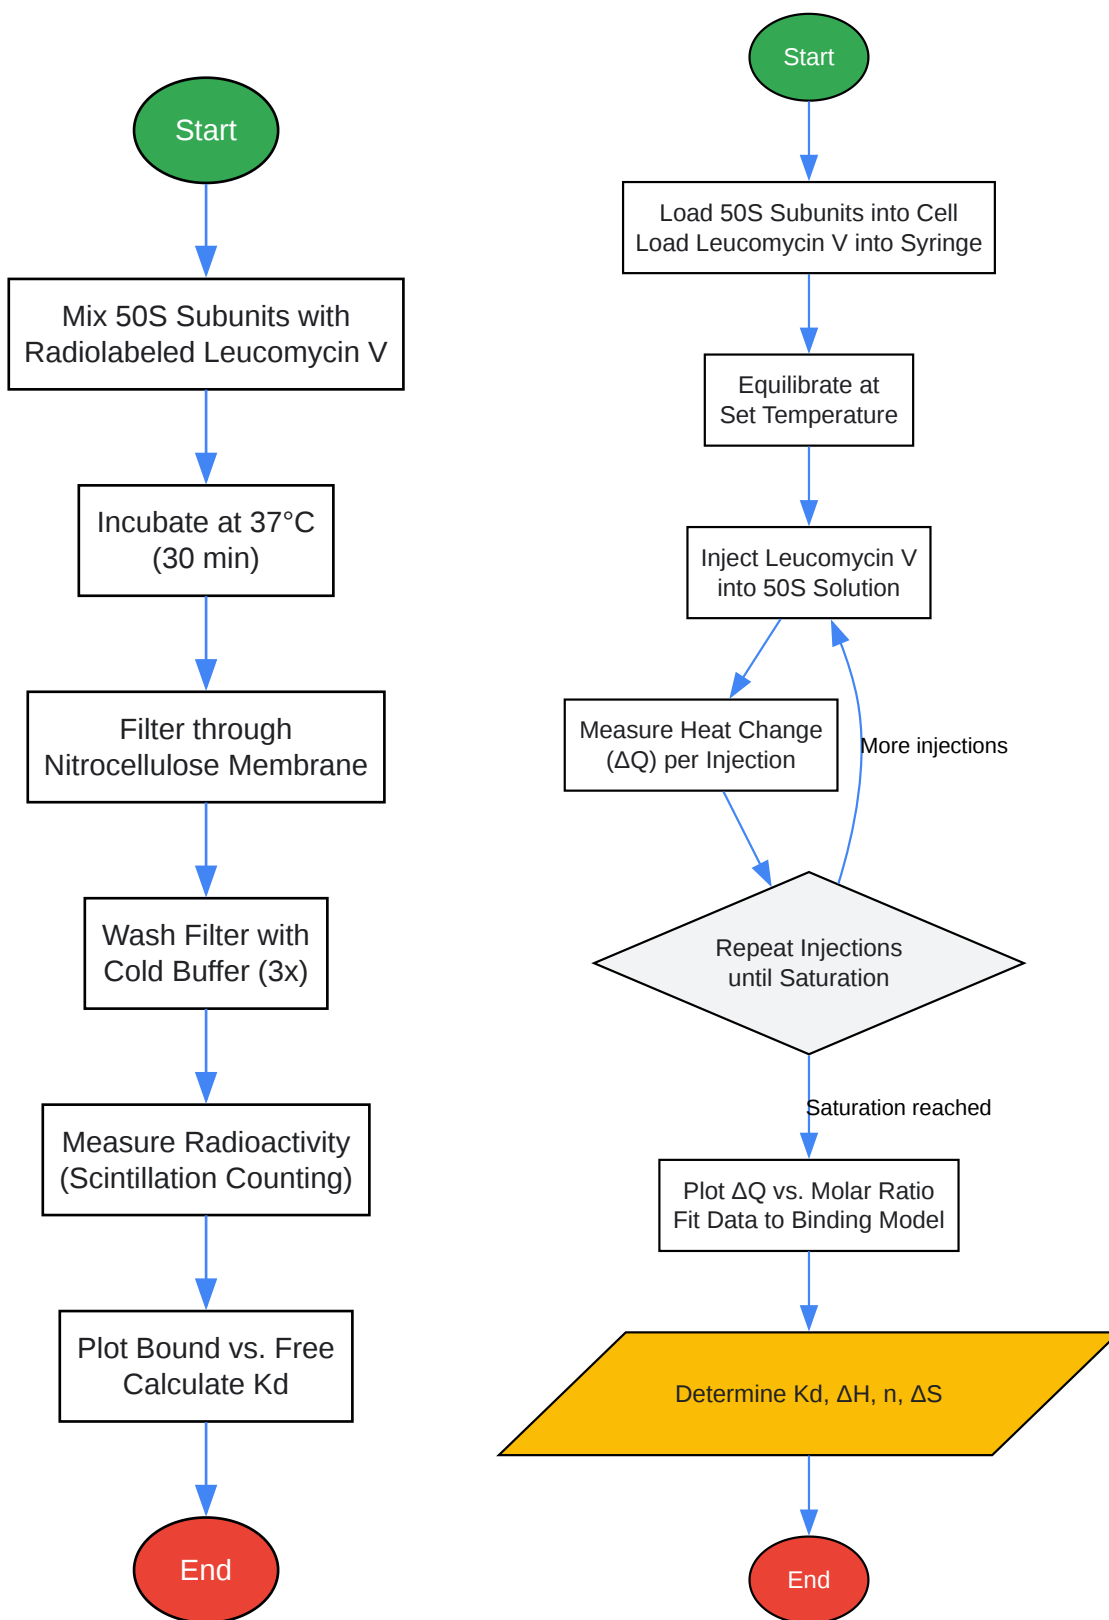 Start
Mix 50S Subunits with
Radiolabeled Leucomycin V
Incubate at 37°C
(30 min)
Filter through
Nitrocellulose Membrane
Wash Filter with
Cold Buffer (3x)
Measure Radioactivity
(Scintillation Counting)
Plot Bound vs. Free
Calculate Kd
End
Start
Load 50S Subunits into Cell
Load Leucomycin V into Syringe
Equilibrate at
Set Temperature
Inject Leucomycin V
into 50S Solution
Measure Heat Change
(ΔQ) per Injection
More injections
Repeat Injections
until Saturation
Saturation reached
Plot ΔQ vs. Molar Ratio
Fit Data to Binding Model
Determine Kd, ΔH, n, ΔS
End